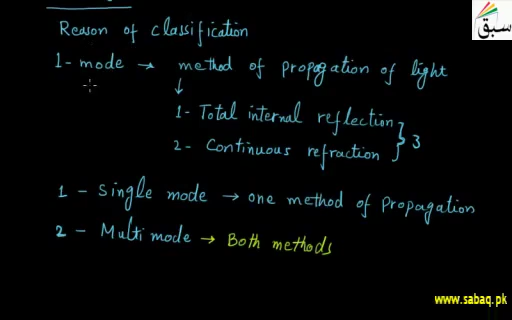 Reason of classification
سبق
1- mode → method of propagation of light
↓
1- Total internal reflection
2- Continuous refraction } 3
1 - Single mode → one method of propagation
2 - Multi mode → Both methods
www.sabaq.pk